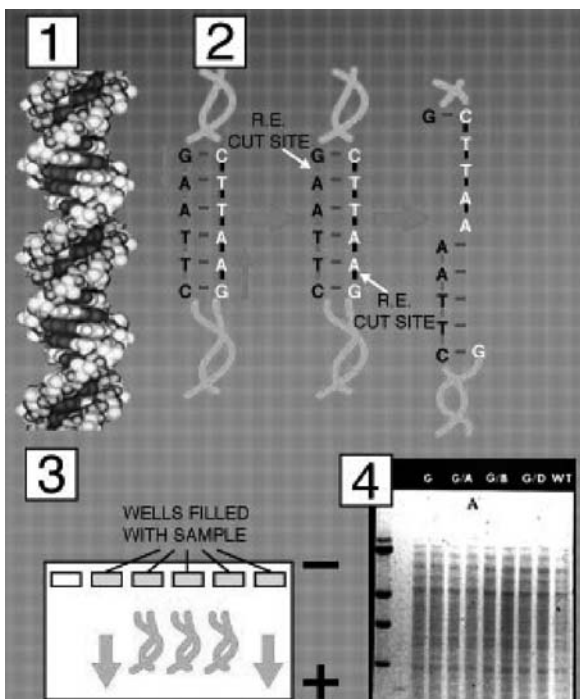 1
2
R.E.
CUT SITE
G C
A T
A T
T A
T A
C G
G C
A T
A T
T A
T A
C G
R.E.
CUT SITE
G C
T
T
A
A
A
A
T
T
C G
3
WELLS FILLED
WITH SAMPLE
−
+
4
G G/A G/B G/D WT
A